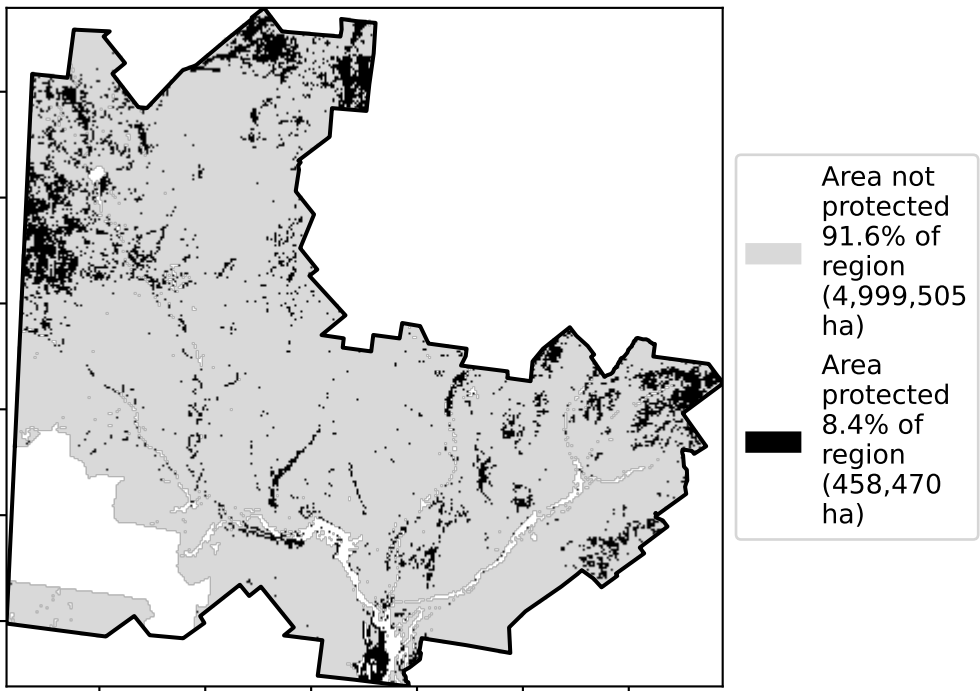 Area not
protected
91.6% of
region
(4,999,505
ha)
Area
protected
8.4% of
region
(458,470
ha)